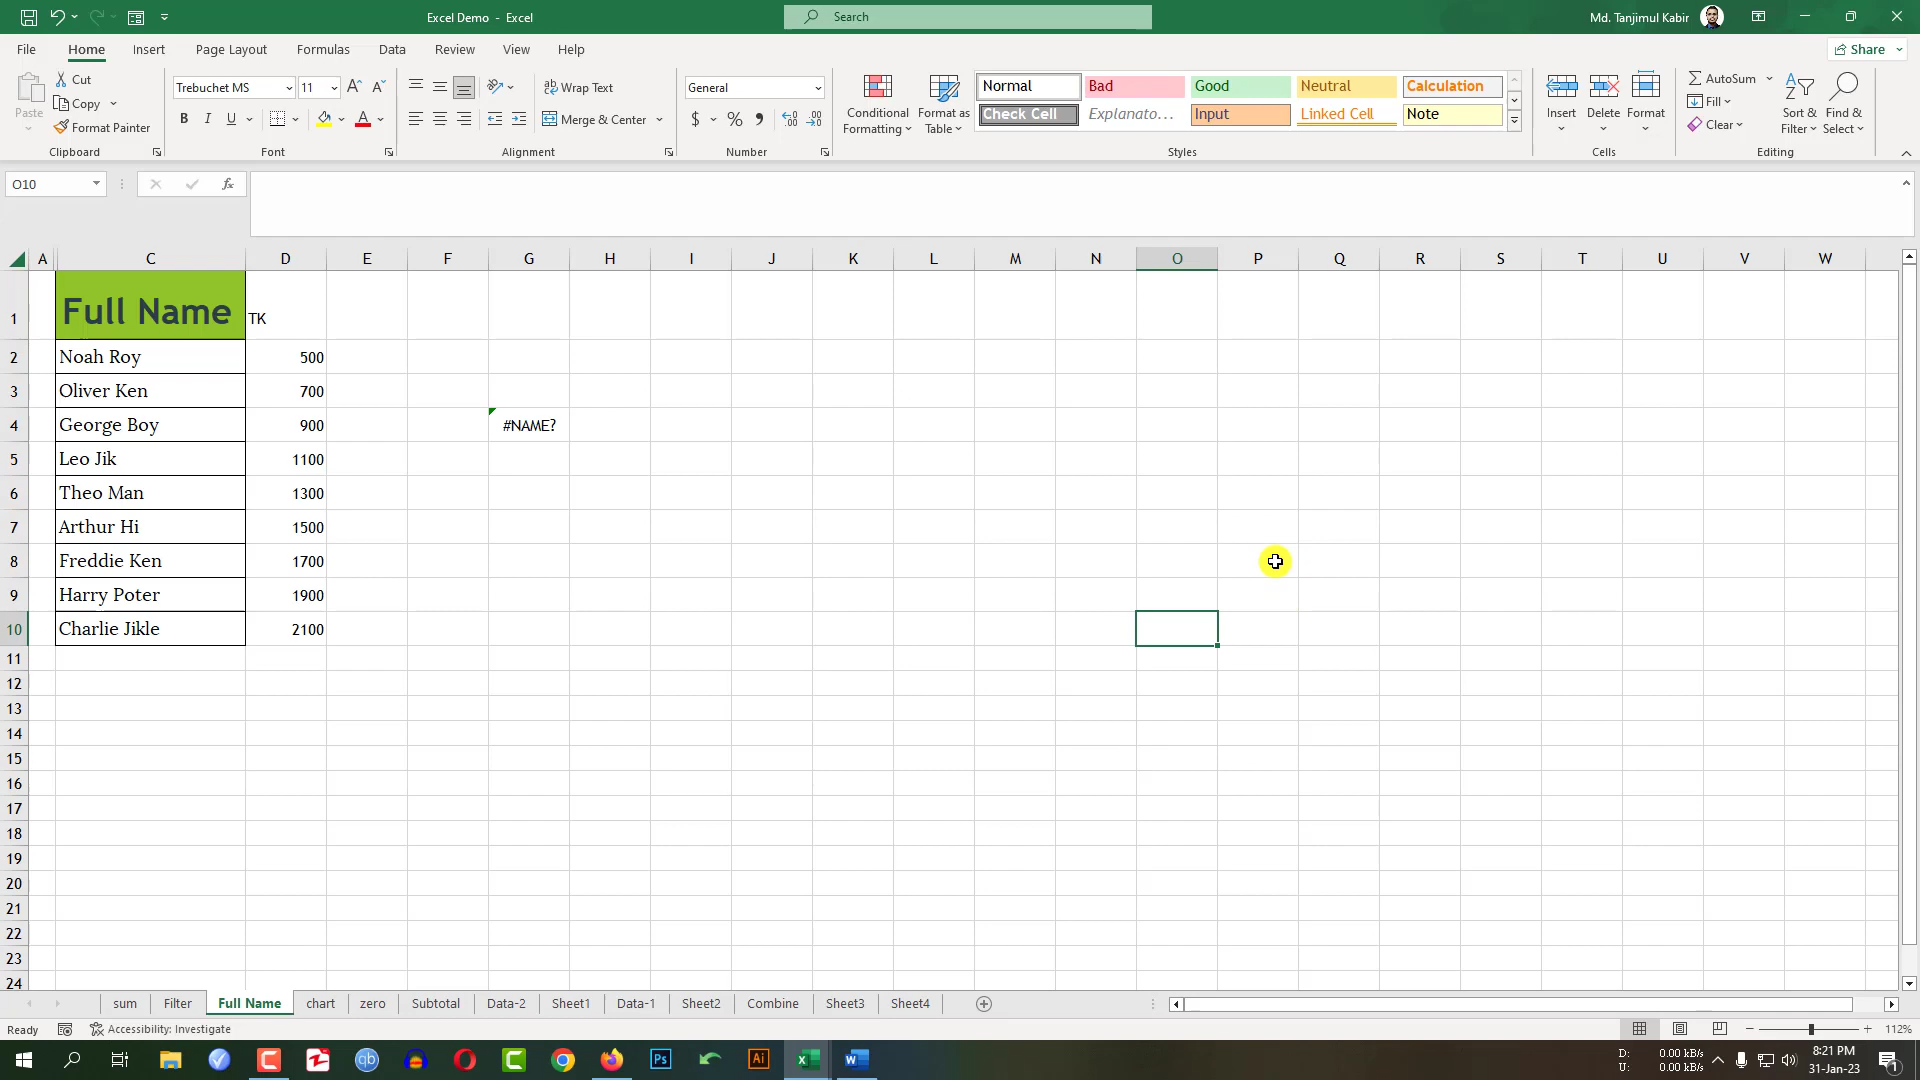 Excel Demo - Excel
Search
Md. Tanjimul Kabir
File Home Insert Page Layout Formulas Data Review View Help
Share
Paste
Cut
Copy
Format Painter
Clipboard
Trebuchet MS 11
B I U
Font
Wrap Text
Merge & Center
Alignment
General
$ % 9
Number
Conditional Formatting
Format as Table
Normal Bad Good Neutral Calculation
Check Cell Explanato... Input Linked Cell Note
Styles
Insert Delete Format
Cells
AutoSum
Fill
Clear
Sort & Filter
Find & Select
Editing
O10
fx
A C D E F G H I J K L M N O P Q R S T U V W
1 Full Name TK
2 Noah Roy 500
3 Oliver Ken 700
4 George Boy 900 #NAME?
5 Leo Jik 1100
6 Theo Man 1300
7 Arthur Hi 1500
8 Freddie Ken 1700
9 Harry Poter 1900
10 Charlie Jikle 2100
11
12
13
14
15
16
17
18
19
20
21
22
23
24
sum Filter Full Name chart zero Subtotal Data-2 Sheet1 Data-1 Sheet2 Combine Sheet3 Sheet4
Ready Accessibility: Investigate 112%
D: 0.00 kB/s
U: 0.00 kB/s
8:21 PM
31-Jan-23